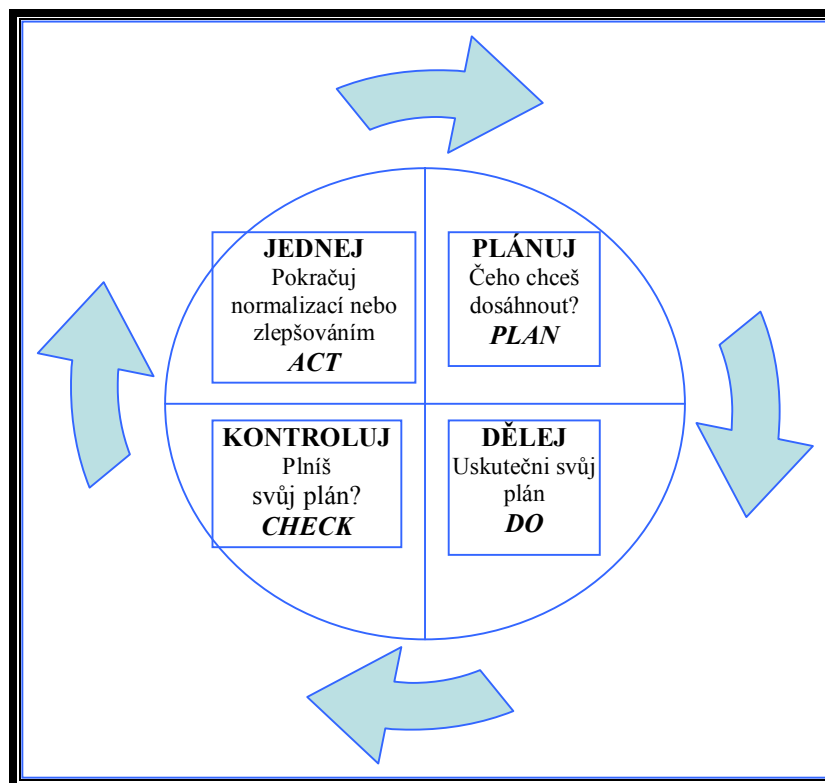 JEDNEJ
Pokračuj
normalizací nebo
zlepšováním
ACT
PLÁNUJ
Čeho chceš
dosáhnout?
PLAN
KONTROLUJ
Plníš
svůj plán?
CHECK
DĚLEJ
Uskutečni svůj
plán
DO